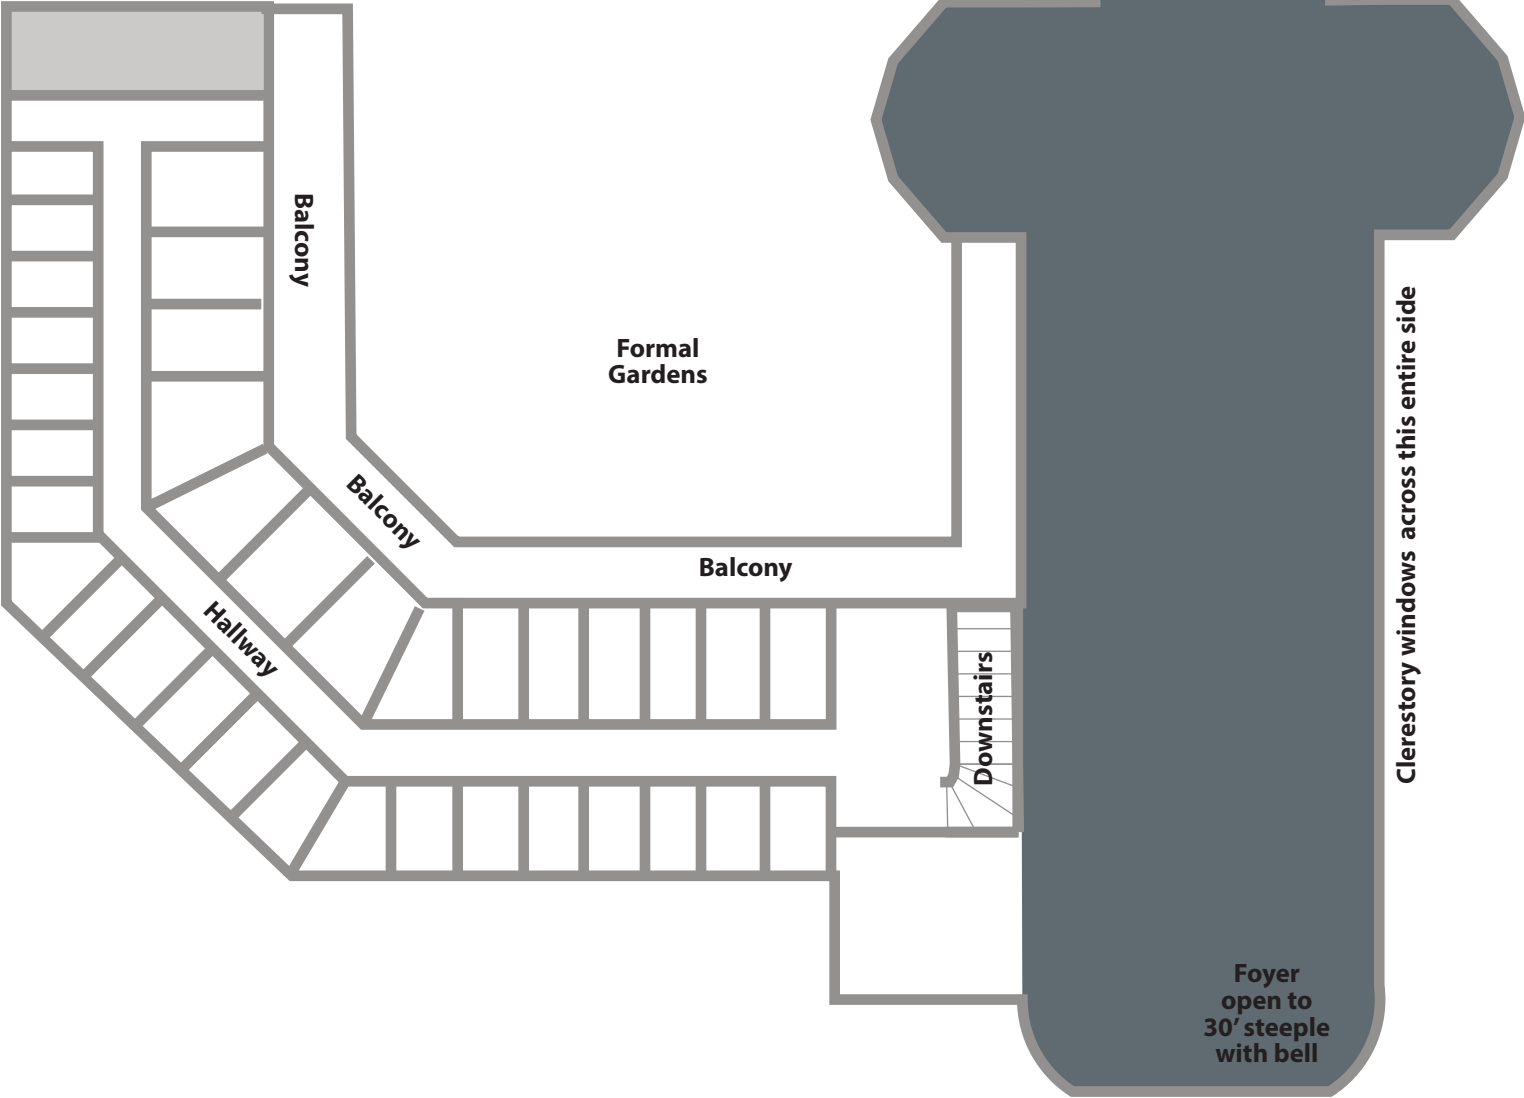 Balcony
Formal
Gardens
Clerestory windows across this entire side
Balcony
Balcony
Hallway
Downstairs
Foyer
open to
30’ steeple
with bell